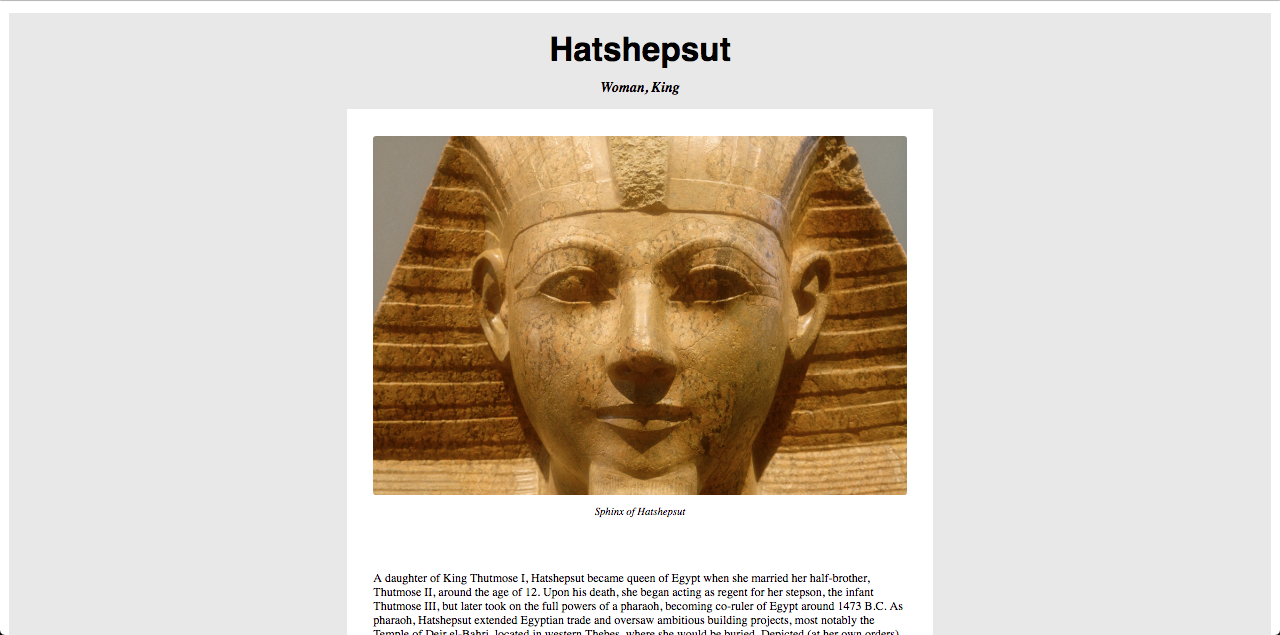 Hatshepsut
Woman, King
Sphinx of Hatshepsut
A daughter of King Thutmose I, Hatshepsut became queen of Egypt when she married her half-brother,
Thutmose II, around the age of 12. Upon his death, she began acting as regent for her stepson, the infant
Thutmose III, but later took on the full powers of a pharaoh, becoming co-ruler of Egypt around 1473 B.C. As
pharaoh, Hatshepsut extended Egyptian trade and oversaw ambitious building projects, most notably the
Temple of Deir el-Bahri, located in western Thebes, where she would be buried. Depicted (at her own orders)